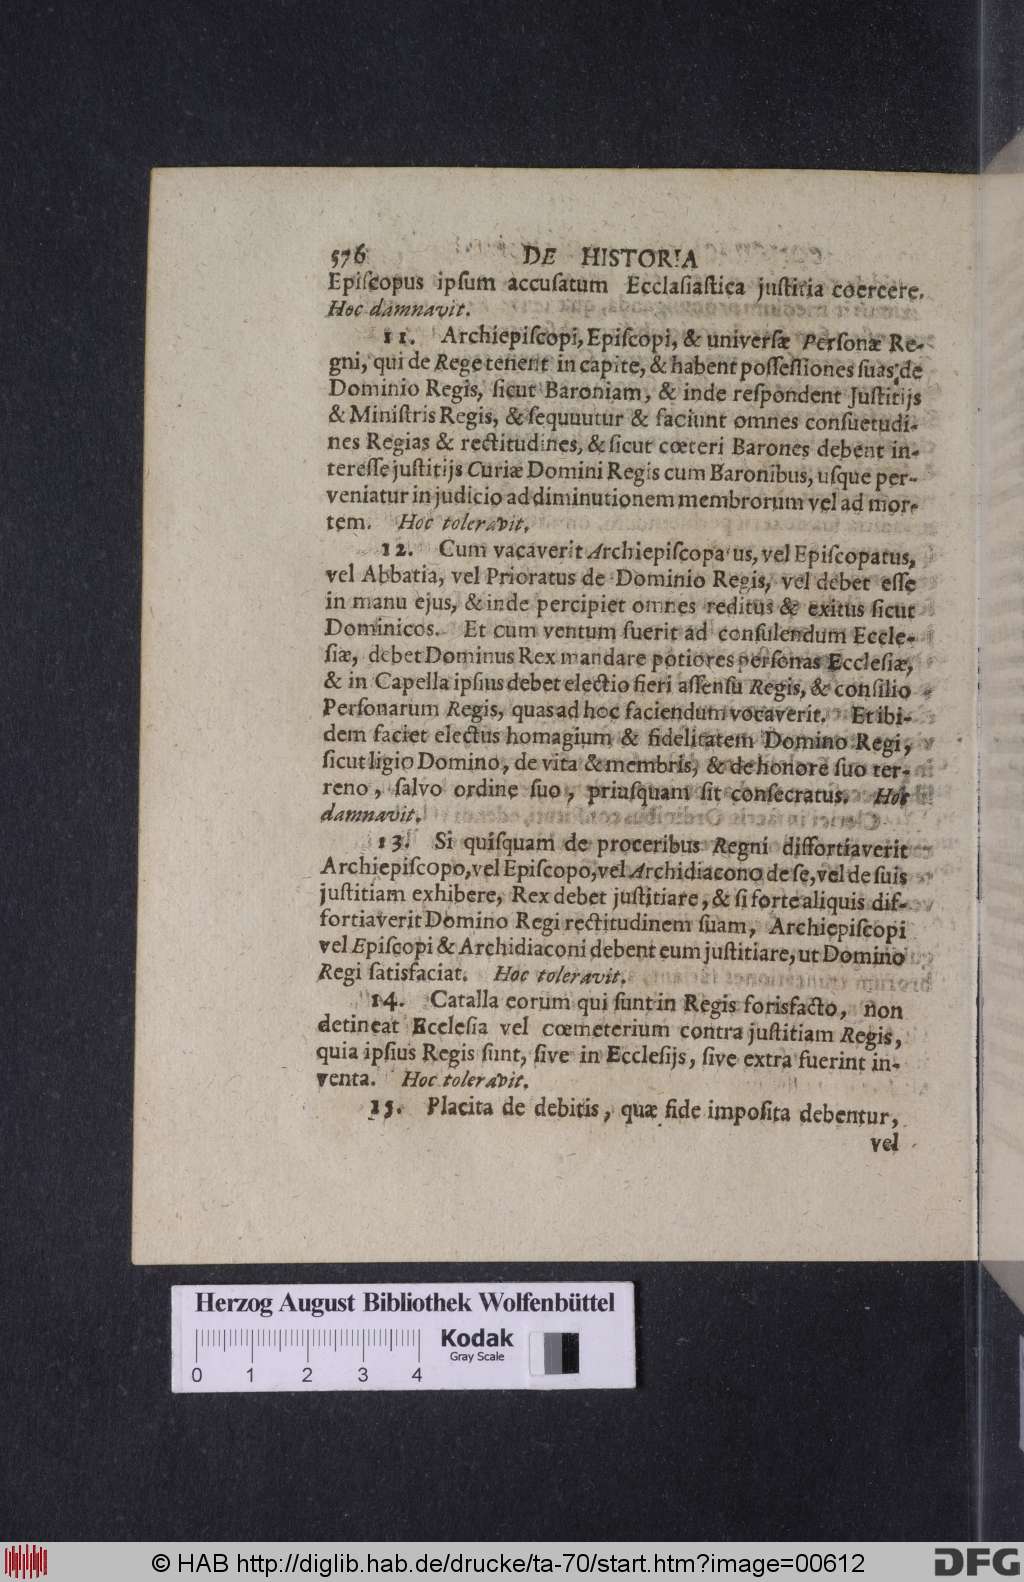 576 DE HISTORIA
Epiſcopus ipſum accuſatum Ecclaſiaſtica juſtitia coercere.
Hoc damnavit.
11. Archiepiſcopi, Epiſcopi, & univerſæ Perſonæ Re-
gni, qui de Rege tenent in capite, & habent poſſeſſiones ſuas de
Dominio Regis, ſicut Baroniam, & inde reſpondent Juſtitijs
& Miniſtris Regis, & ſequuutur & faciunt omnes conſuetudi-
nes Regias & rectitudines, & ſicut cœteri Barones debent in-
tereſſe juſtitijs Curiæ Domini Regis cum Baronibus, uſque per-
veniatur in judicio ad diminutionem membrorum vel ad mor-
tem. Hoc toleravit.
12. Cum vacaverit Archiepiſcopa us, vel Epiſcopatus,
vel Abbatia, vel Prioratus de Dominio Regis, vel debet eſſe
in manu ejus, & inde percipiet omnes reditus & exitus ſicut
Dominicos. Et cum ventum fuerit ad conſulendum Eccle-
ſiæ, debet Dominus Rex mandare potiores perſonas Eccleſiæ,
& in Capella ipſius debet electio fieri aſſenſu Regis, & conſilio
Perſonarum Regis, quas ad hoc faciendum vocaverit. Et ibi-
dem faciet electus homagium & fidelitatem Domino Regi,
ſicut ligio Domino, de vita & membris, & de honore ſuo ter-
reno, ſalvo ordine ſuo, priuſquam ſit conſecratus. Hoc
damnavit.
13. Si quiſquam de proceribus Regni diffortiaverit
Archiepiſcopo, vel Epiſcopo, vel Archidiacono de ſe, vel de ſuis
juſtitiam exhibere, Rex debet juſtitiare, & ſi forte aliquis dif-
fortiaverit Domino Regi rectitudinem ſuam, Archiepiſcopi
vel Epiſcopi & Archidiaconi debent eum juſtitiare, ut Domino
Regi ſatisfaciat. Hoc toleravit.
14. Catalla eorum qui ſunt in Regis forisfacto, non
detineat Eccleſia vel cœmeterium contra juſtitiam Regis,
quia ipſius Regis ſunt, ſive in Eccleſijs, ſive extra fuerint in-
venta. Hoc toleravit.
15. Placita de debitis, quæ fide impoſita debentur,
vel
Herzog August Bibliothek Wolfenbüttel
Kodak
Gray Scale
0 1 2 3 4
© HAB http://diglib.hab.de/drucke/ta-70/start.htm?image=00612
DFG